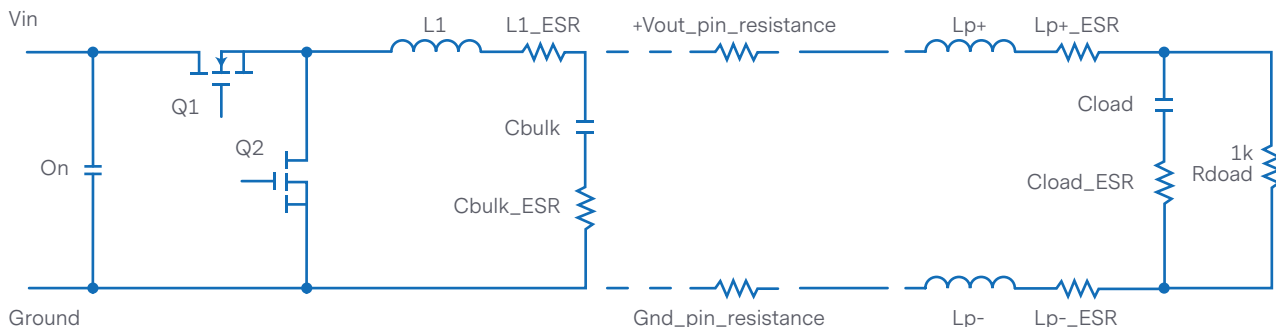 Vin
L1
L1_ESR
+Vout_pin_resistance
Lp+
Lp+_ESR
Q1
Cbulk
Cload
On
Q2
1k
Rdoad
Cload_ESR
Cbulk_ESR
Ground
Gnd_pin_resistance
Lp-
Lp-_ESR